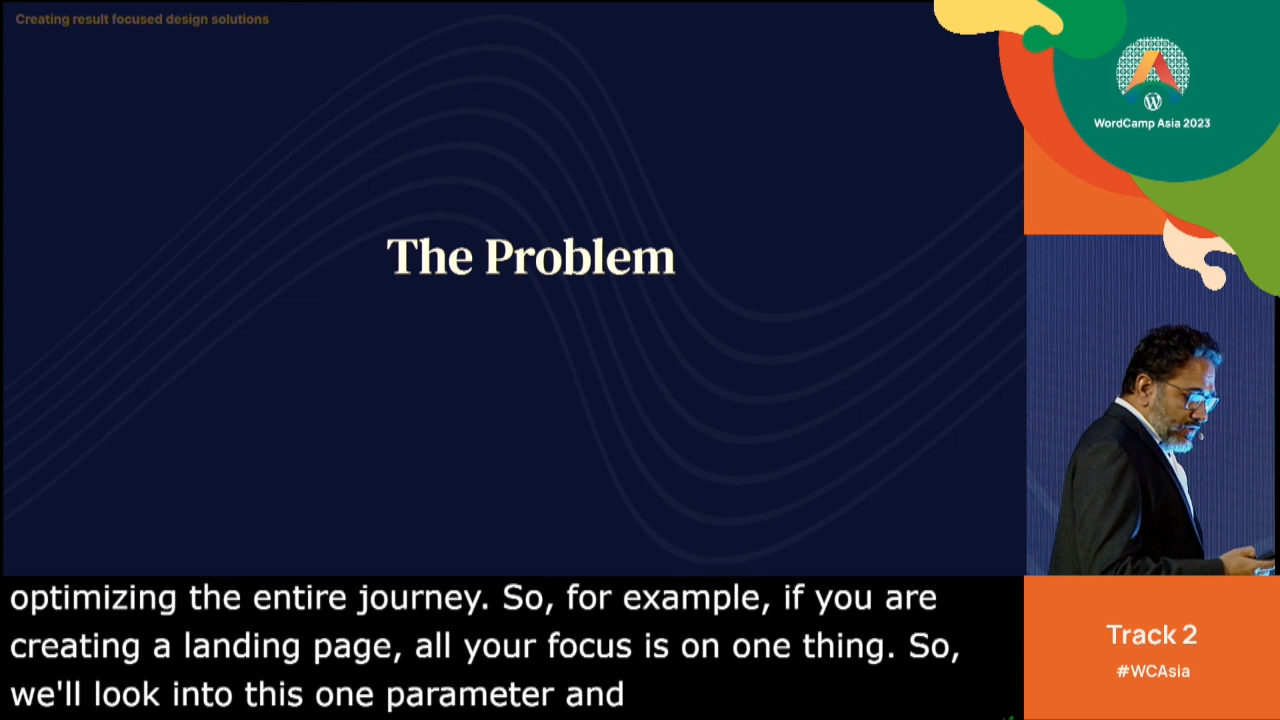 Creating result focused design solutions
WordCamp Asia 2023
The Problem
optimizing the entire journey. So, for example, if you are
creating a landing page, all your focus is on one thing. So,
we'll look into this one parameter and
Track 2
#WCAsia